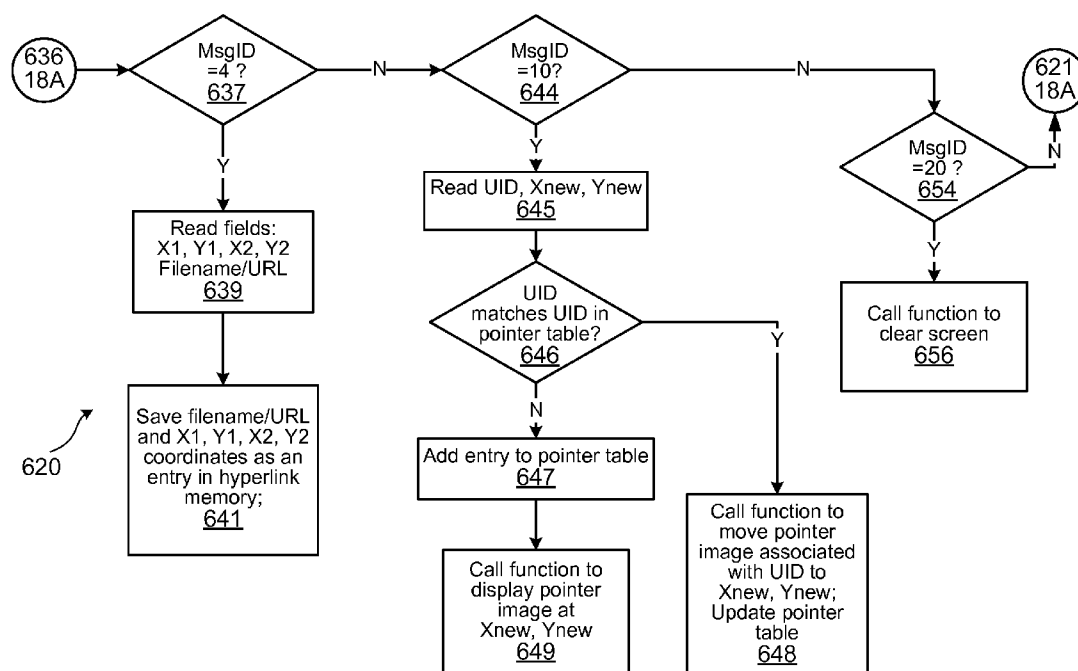 636
18A
MsgID
=4 ?
637
N
MsgID
=10?
644
N
621
18A
MsgID
=20 ?
654
N
Y
Read fields:
X1, Y1, X2, Y2
Filename/URL
639
Save filename/URL
and X1, Y1, X2, Y2
coordinates as an
entry in hyperlink
memory;
641
620
Y
Read UID, Xnew, Ynew
645
UID
matches UID in
pointer table?
646
N
Add entry to pointer table
647
Call function to
display pointer
image at
Xnew, Ynew
649
Y
Call function to
move pointer
image associated
with UID to
Xnew, Ynew;
Update pointer
table
648
Y
Call function to
clear screen
656